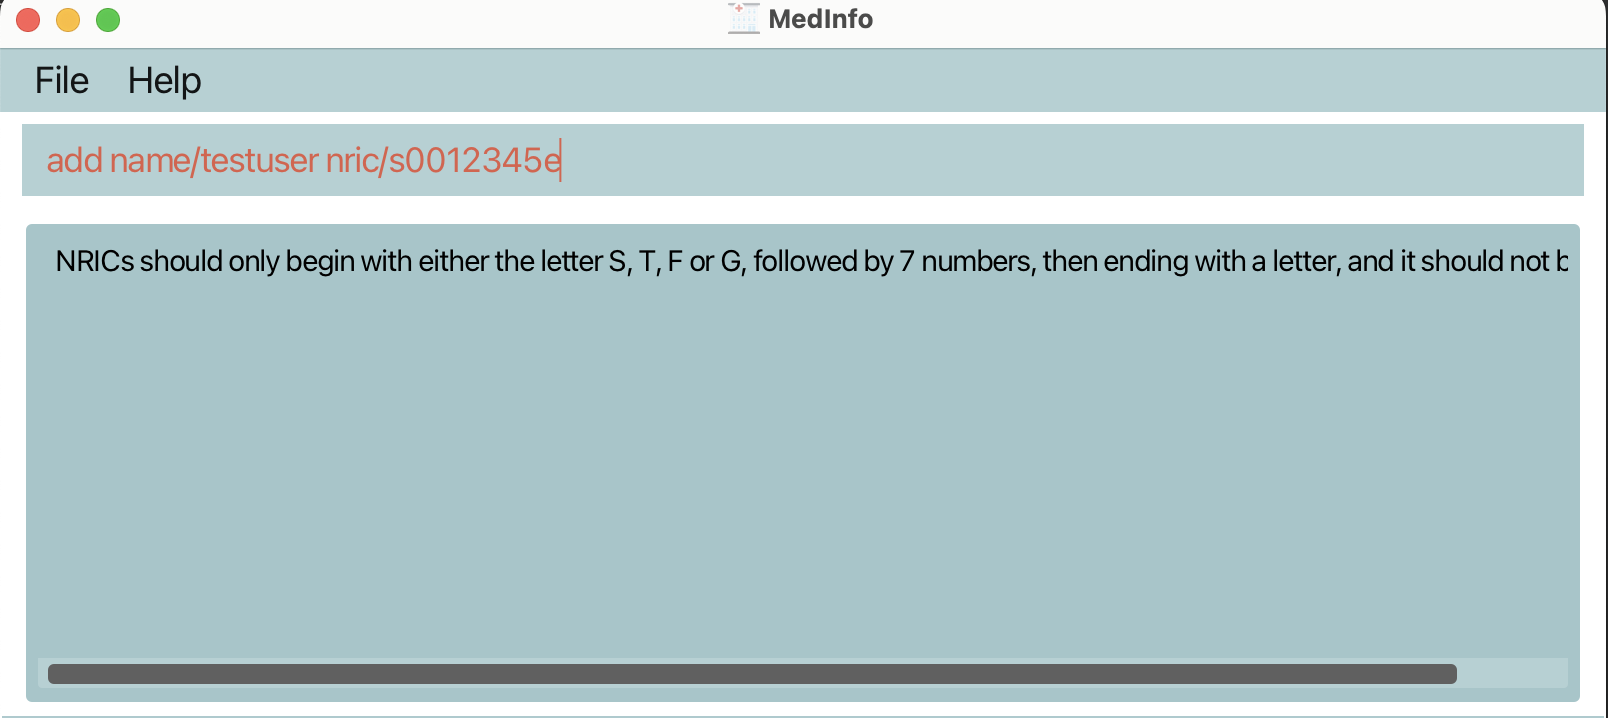 MedInfo
File Help
add name/testuser nric/s0012345e
NRICs should only begin with either the letter S, T, F or G, followed by 7 numbers, then ending with a letter, and it should not